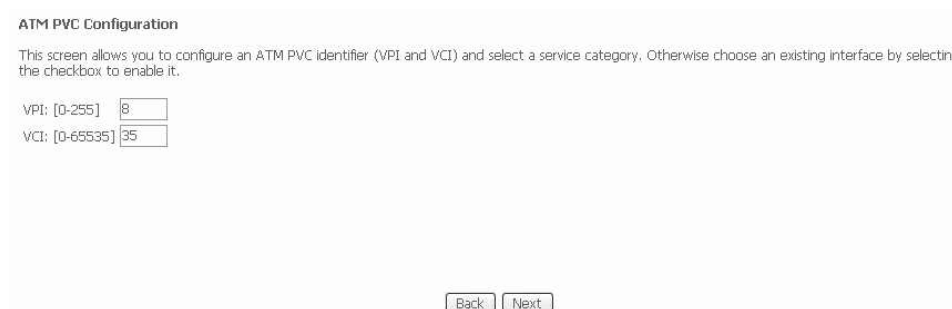 ATM PVC Configuration
This screen allows you to configure an ATM PVC identifier (VPI and VCI) and select a service category. Otherwise choose an existing interface by selectin
the checkbox to enable it.
VPI: [0-255] 8
VCI: [0-65535] 35
Back Next